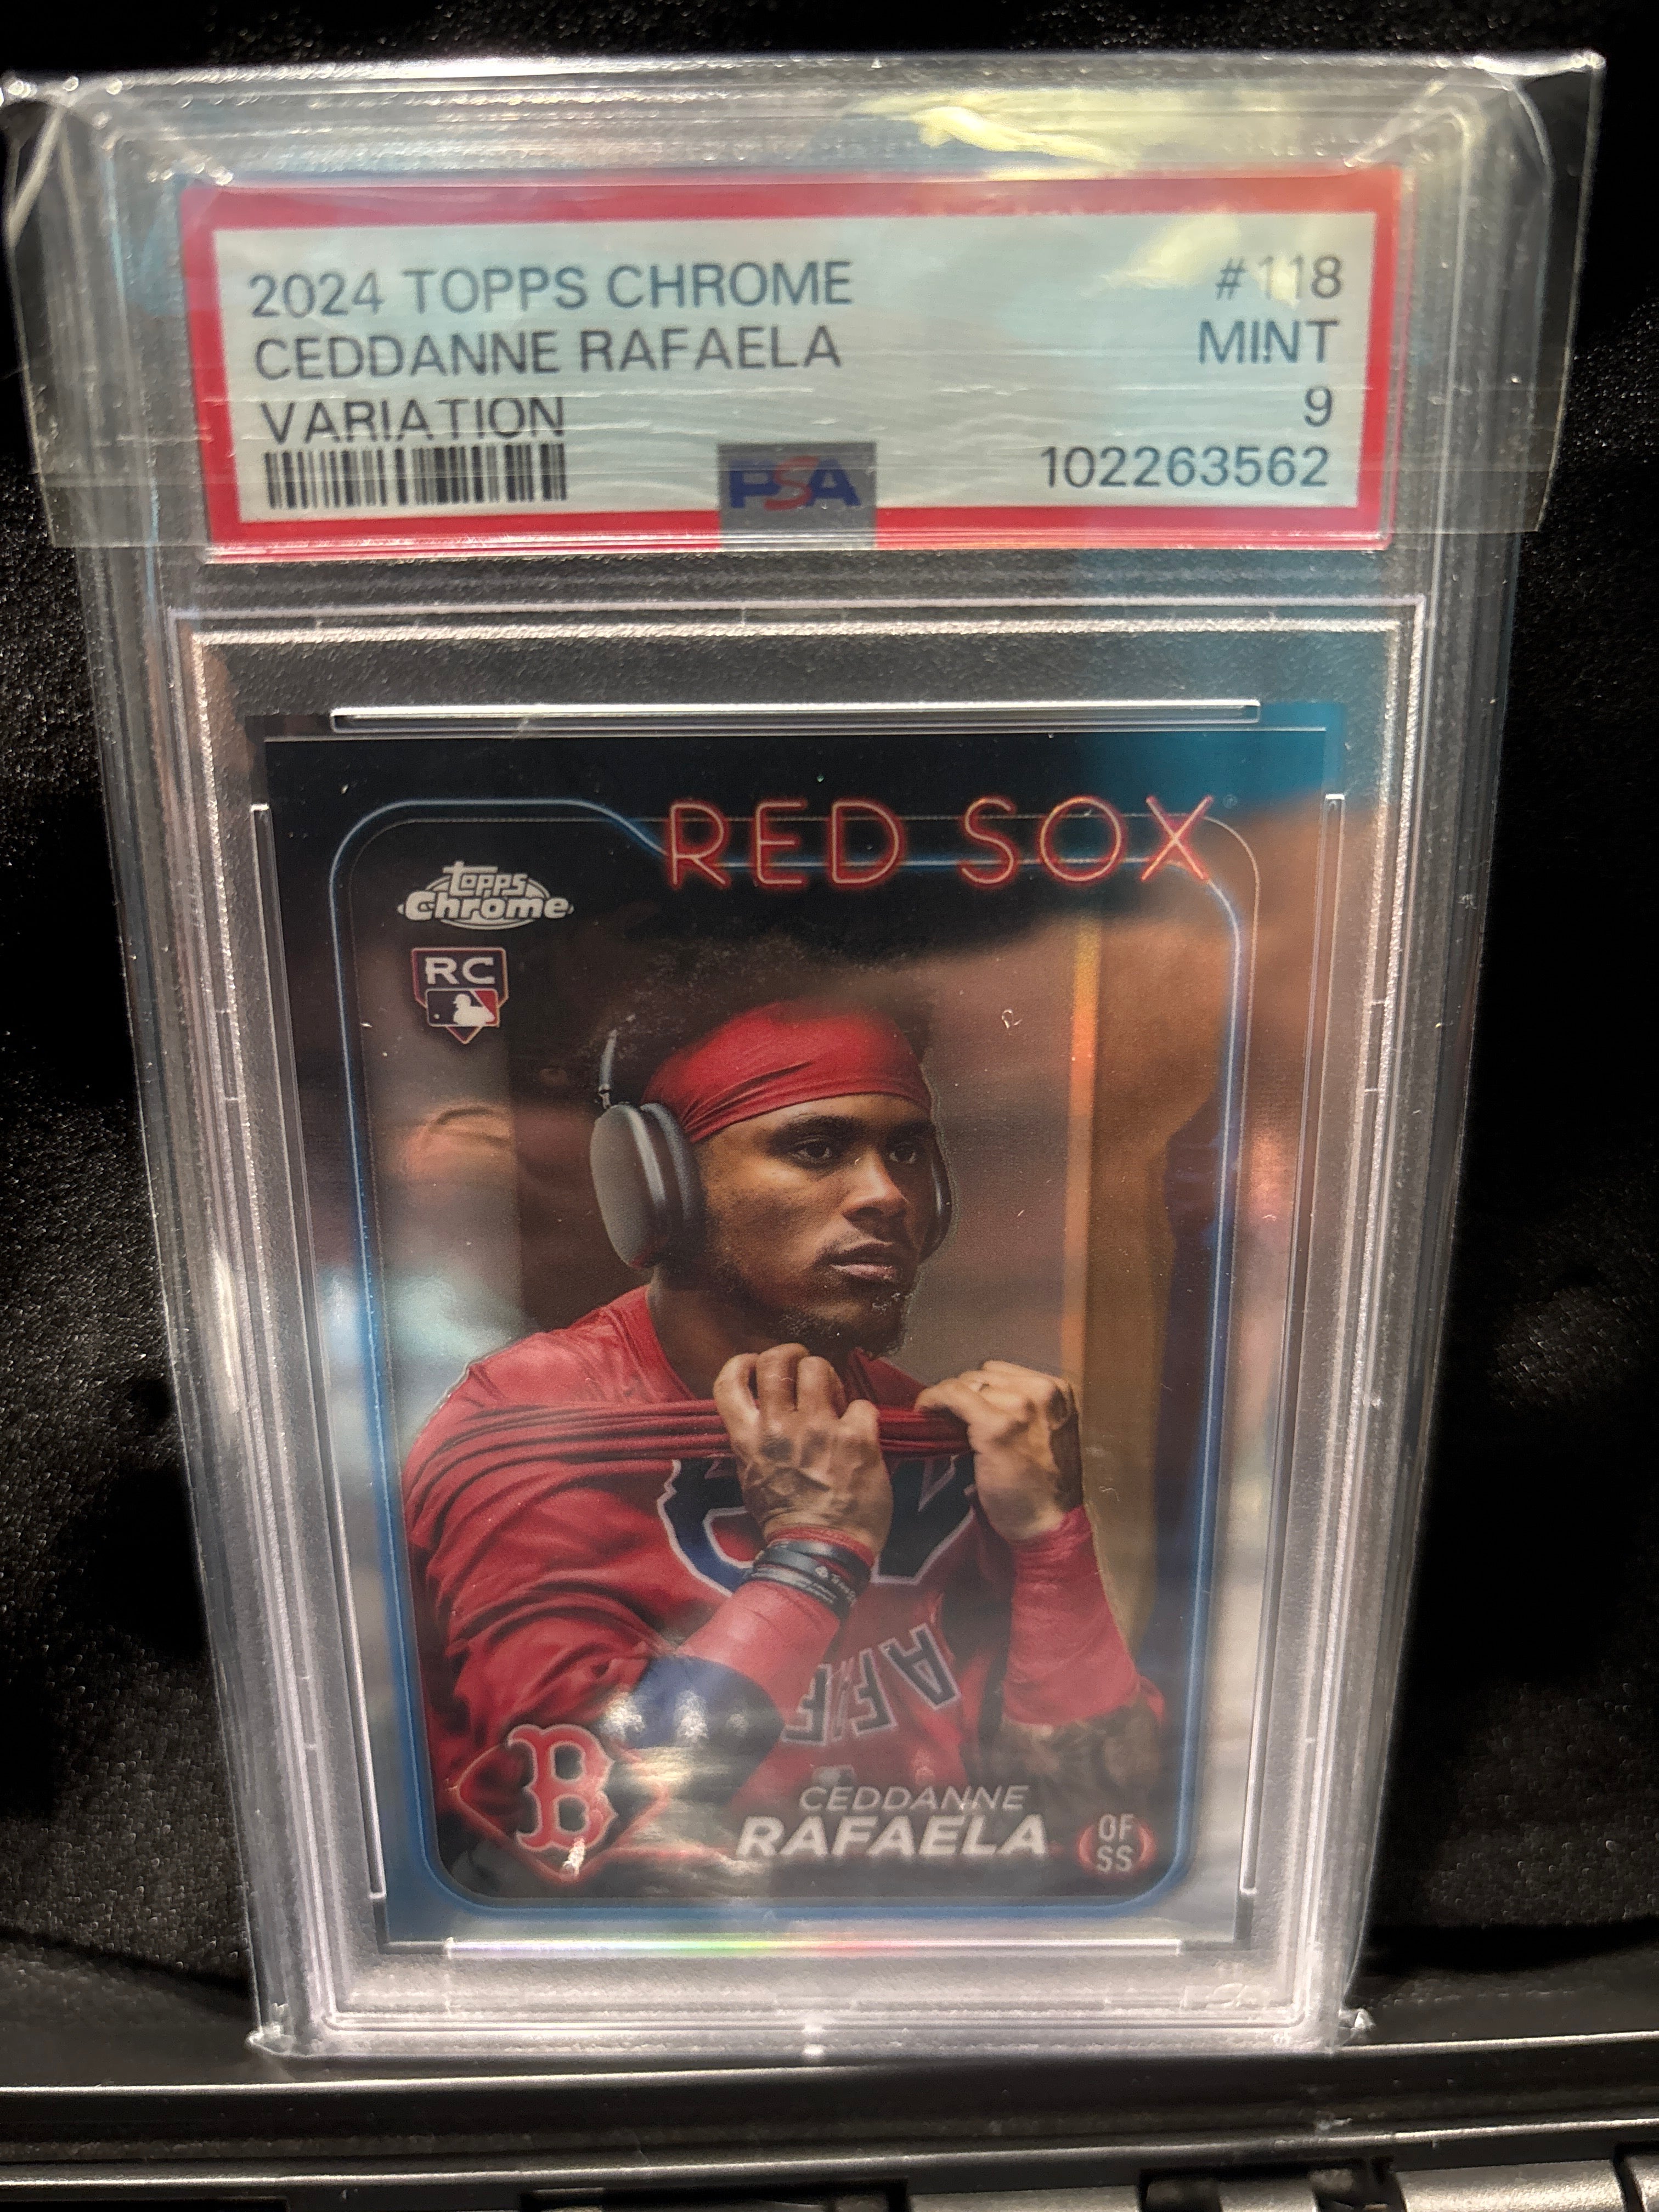 2024 TOPPS CHROME #118
CEDDANNE RAFAELA MINT
VARIATION 9
PSA 102263562
RED SOX
topps
Chrome
RC
B
CEDDANNE
RAFAELA
OF
SS